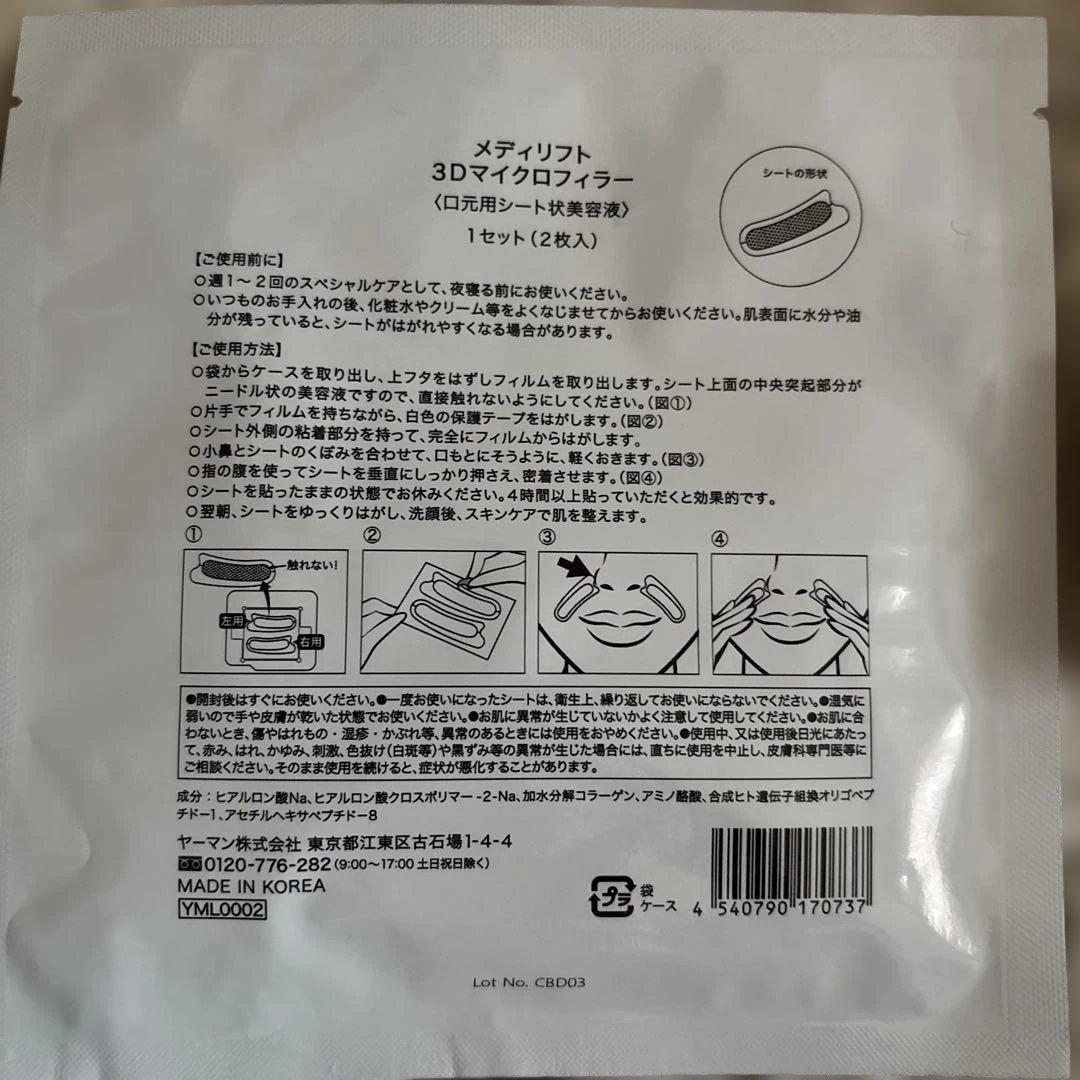 メディリフト
3Dマイクロフィラー
〈口元用シート状美容液〉
1セット（2枚入）
シートの形状
【ご使用前に】
○週1～2回のスペシャルケアとして、夜寝る前にお使いください。
○いつものお手入れの後、化粧水やクリーム等をよくなじませてからお使いください。肌表面に水分や油
分が残っていると、シートがはがれやすくなる場合があります。
【ご使用方法】
○袋からケースを取り出し、上フタをはずしフィルムを取り出します。シート上面の中央突起部分が
ニードル状の美容液ですので、直接触れないようにしてください。（図①）
○片手でフィルムを持ちながら、白色の保護テープをはがします。（図②）
○シート外側の粘着部分を持って、完全にフィルムからはがします。
○小鼻とシートのくぼみを合わせて、口もとにそうように、軽くおきます。（図③）
○指の腹を使ってシートを垂直にしっかり押さえ、密着させます。（図④）
○シートを貼ったままの状態でお休みください。4時間以上貼っていただくと効果的です。
○翌朝、シートをゆっくりはがし、洗顔後、スキンケアで肌を整えます。
① ② ③ ④
触れない！
左用
右用
●開封後はすぐにお使いください。●一度お使いになったシートは、衛生上、繰り返してお使いにならないでください。●湿気に
弱いので手や皮膚が乾いた状態でお使いください。●お肌に異常が生じていないかよく注意して使用してください。●お肌に合
わないとき、傷やはれもの・湿疹・かぶれ等、異常のあるときには使用をおやめください。●使用中、又は使用後日光にあたっ
て、赤み、はれ、かゆみ、刺激、色抜け（白斑等）や黒ずみ等の異常が生じた場合には、直ちに使用を中止し、皮膚科専門医等に
ご相談ください。そのまま使用を続けると、症状が悪化することがあります。
成分：ヒアルロン酸Na、ヒアルロン酸クロスポリマー-2-Na、加水分解コラーゲン、アミノ酪酸、合成ヒト遺伝子組換オリゴペプ
チド-1、アセチルヘキサペプチド-8
ヤーマン株式会社 東京都江東区古石場1-4-4
0120-776-282（9:00～17:00 土日祝日除く）
MADE IN KOREA
YML0002
プラ
袋
ケース
4 540790 170737
Lot No. CBD03